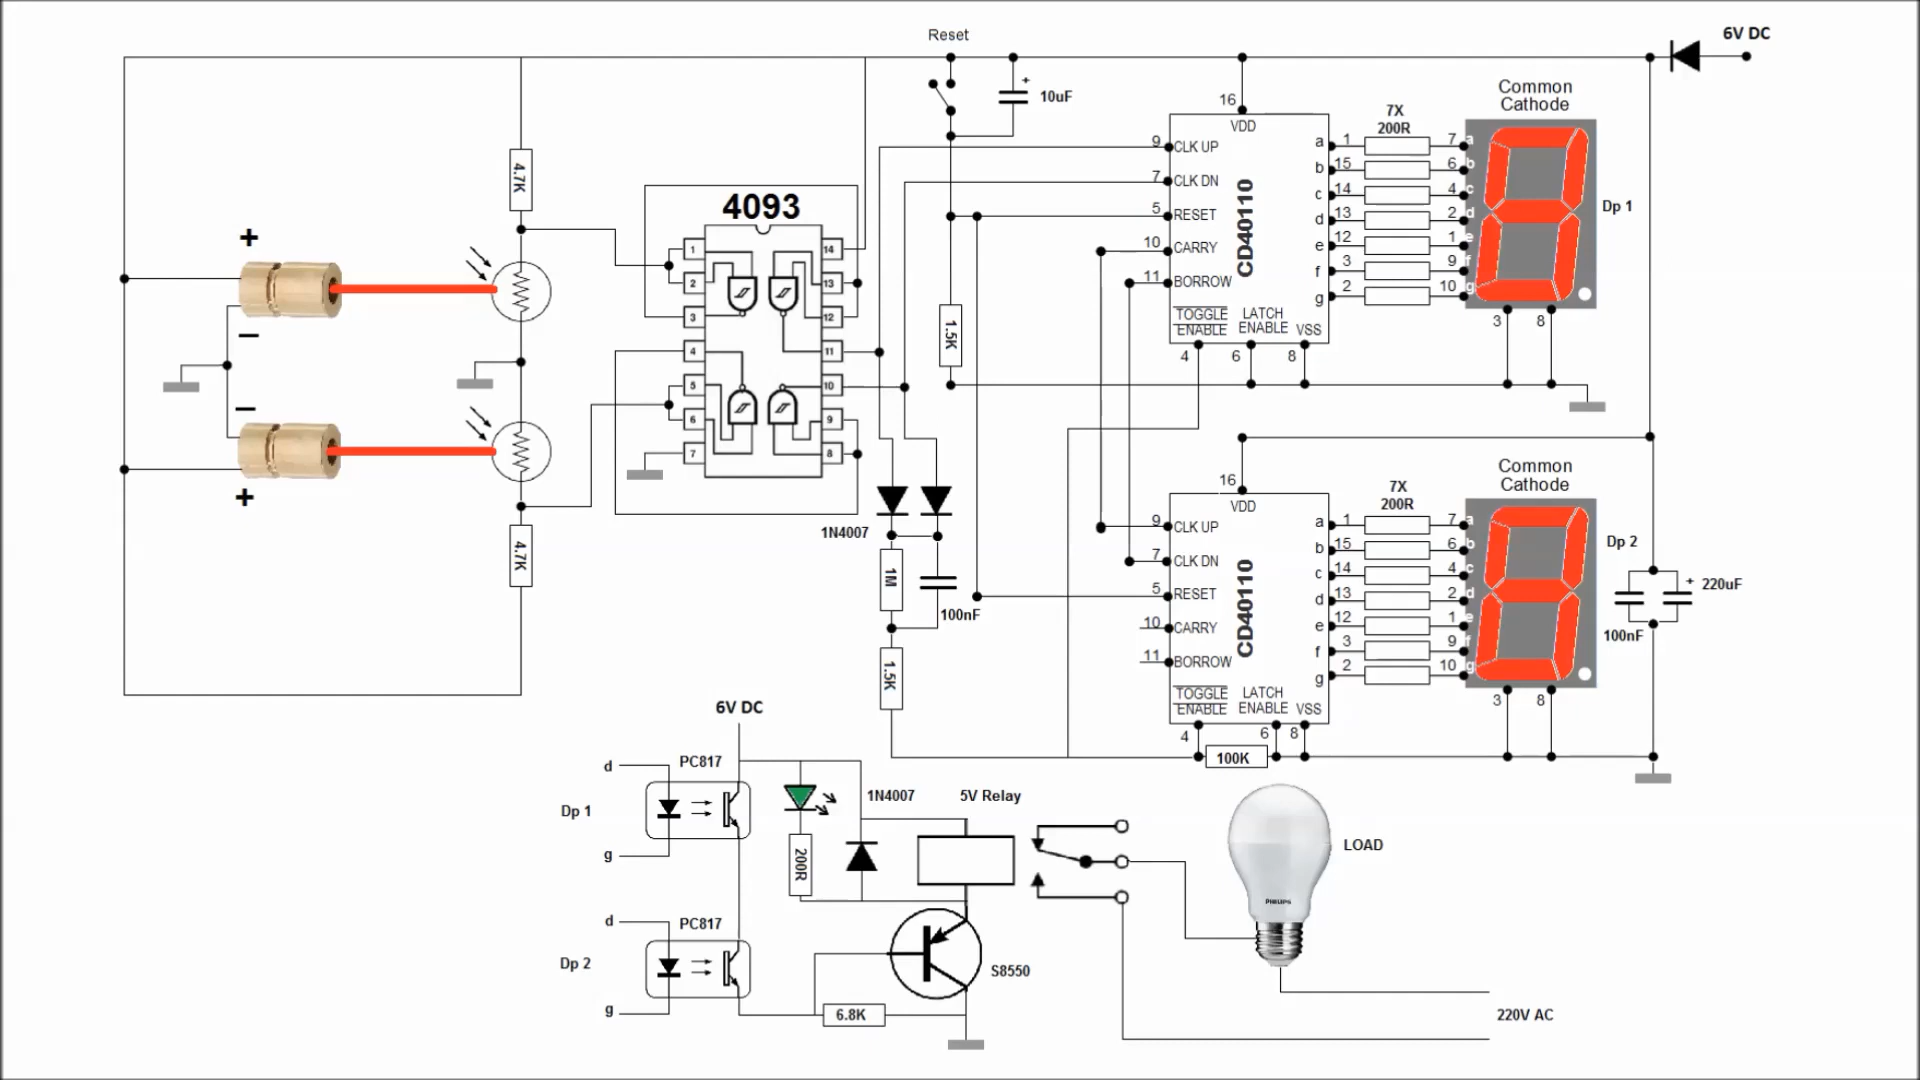 Reset
6V DC
10uF
16
VDD
Common
Cathode
7X
200R
4.7K
9 CLK UP
7 CLK DN
5 RESET
10 CARRY
11 BORROW
CD40110
TOGGLE
ENABLE
LATCH
ENABLE
VSS
4 6 8
a 1 7 a
b 15 6 b
c 14 4 c
d 13 2 d
e 12 1 e
f 3 9 f
g 2 10 g
3 8
Dp 1
4093
1 14
2 13
3 12
4 11
5 10
6 9
7 8
+
−
−
+
1.5K
4.7K
1N4007
1M
100nF
1.5K
16
VDD
Common
Cathode
7X
200R
9 CLK UP
7 CLK DN
5 RESET
10 CARRY
11 BORROW
CD40110
TOGGLE
ENABLE
LATCH
ENABLE
VSS
4 6 8
100K
a 1 7 a
b 15 6 b
c 14 4 c
d 13 2 d
e 12 1 e
f 3 9 f
g 2 10 g
3 8
Dp 2
+
220uF
100nF
6V DC
d
PC817
Dp 1
g
d
PC817
Dp 2
g
200R
1N4007
5V Relay
S8550
6.8K
PHILIPS
LOAD
220V AC